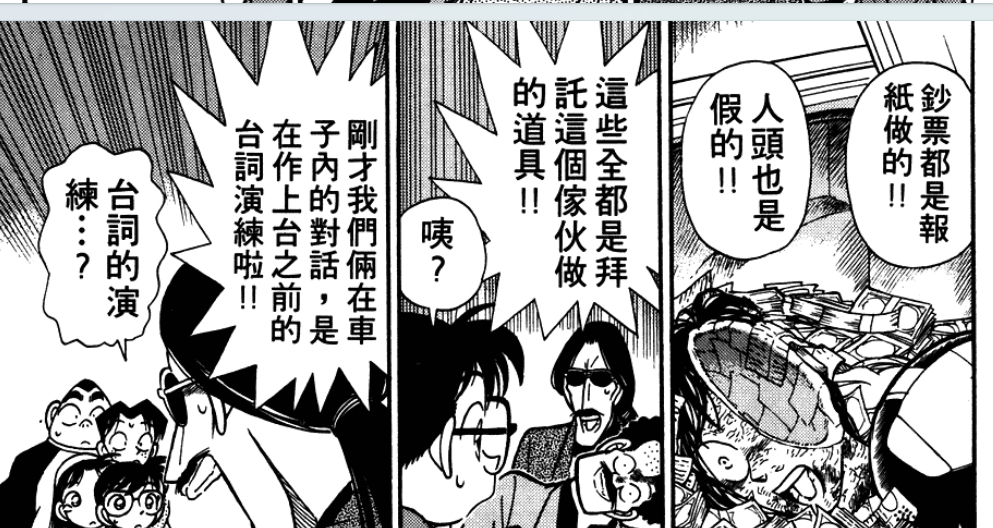 鈔票都是報
紙做的!!
人頭也是
假的!!
這些全都是拜
託這個傢伙做
的道具!!
咦?
剛才我們倆在車
子內的對話,是
在作上台之前的
台詞演練啦!!
台詞的演
練…?